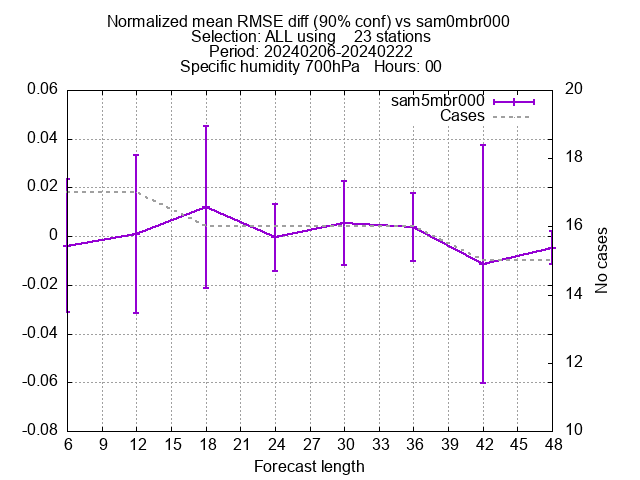 Normalized mean RMSE diff (90% conf) vs sam0mbr000
Selection: ALL using    23 stations
Period: 20240206-20240222
Specific humidity 700hPa   Hours: 00
sam5mbr000
Cases
0.06
0.04
0.02
0
-0.02
-0.04
-0.06
-0.08
20
18
16
14
12
10
No cases
6 9 12 15 18 21 24 27 30 33 36 39 42 45 48
Forecast length